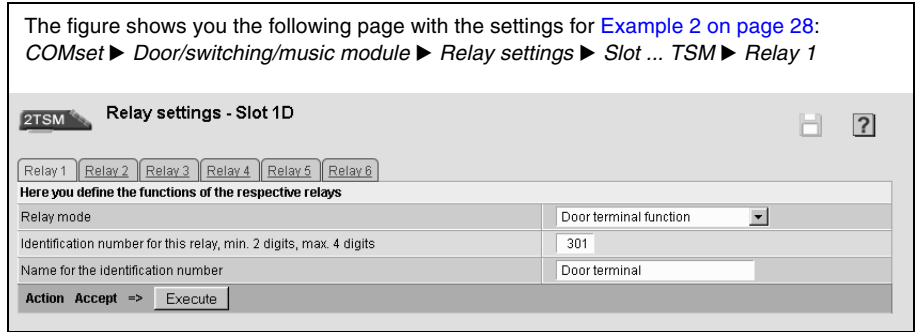 The figure shows you the following page with the settings for Example 2 on page 28:
COMset ▶ Door/switching/music module ▶ Relay settings ▶ Slot ... TSM ▶ Relay 1
2TSM Relay settings - Slot 1D
?
Relay 1 Relay 2 Relay 3 Relay 4 Relay 5 Relay 6
Here you define the functions of the respective relays
Relay mode Door terminal function
Identification number for this relay, min. 2 digits, max. 4 digits 301
Name for the identification number Door terminal
Action Accept => Execute